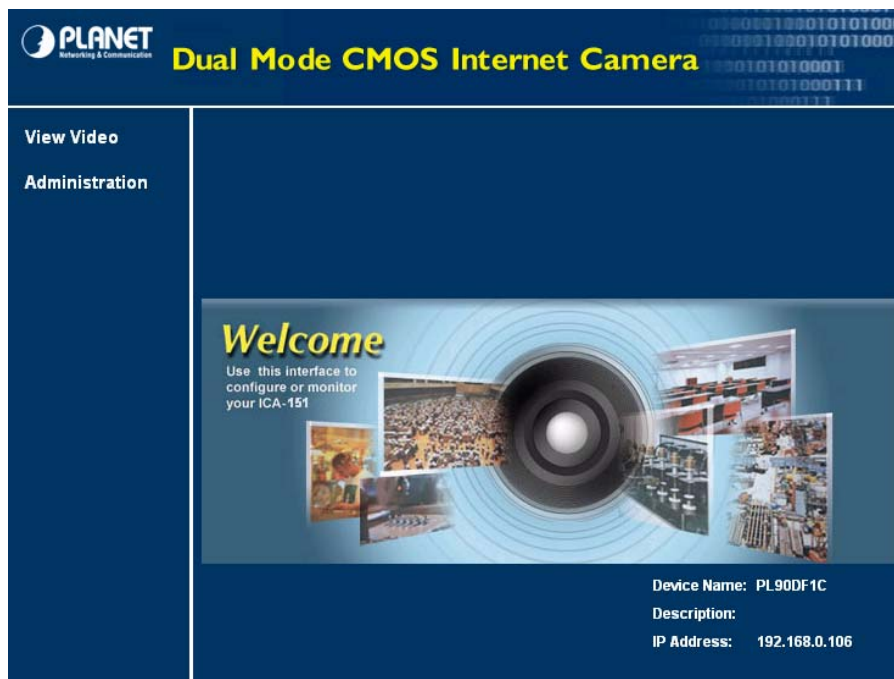 PLANET
Networking & Communication
Dual Mode CMOS Internet Camera
View Video
Administration
Welcome
Use this interface to
configure or monitor
your ICA-151
Device Name: PL90DF1C
Description:
IP Address: 192.168.0.106